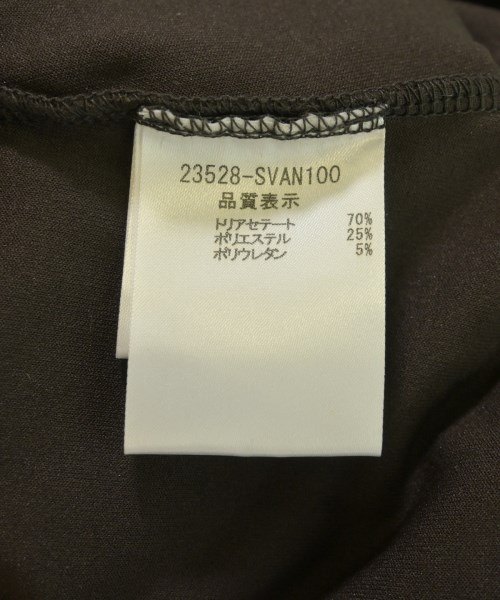 23528-SVAN100
品質表示
トリアセテート 70%
ポリエステル 25%
ポリウレタン 5%